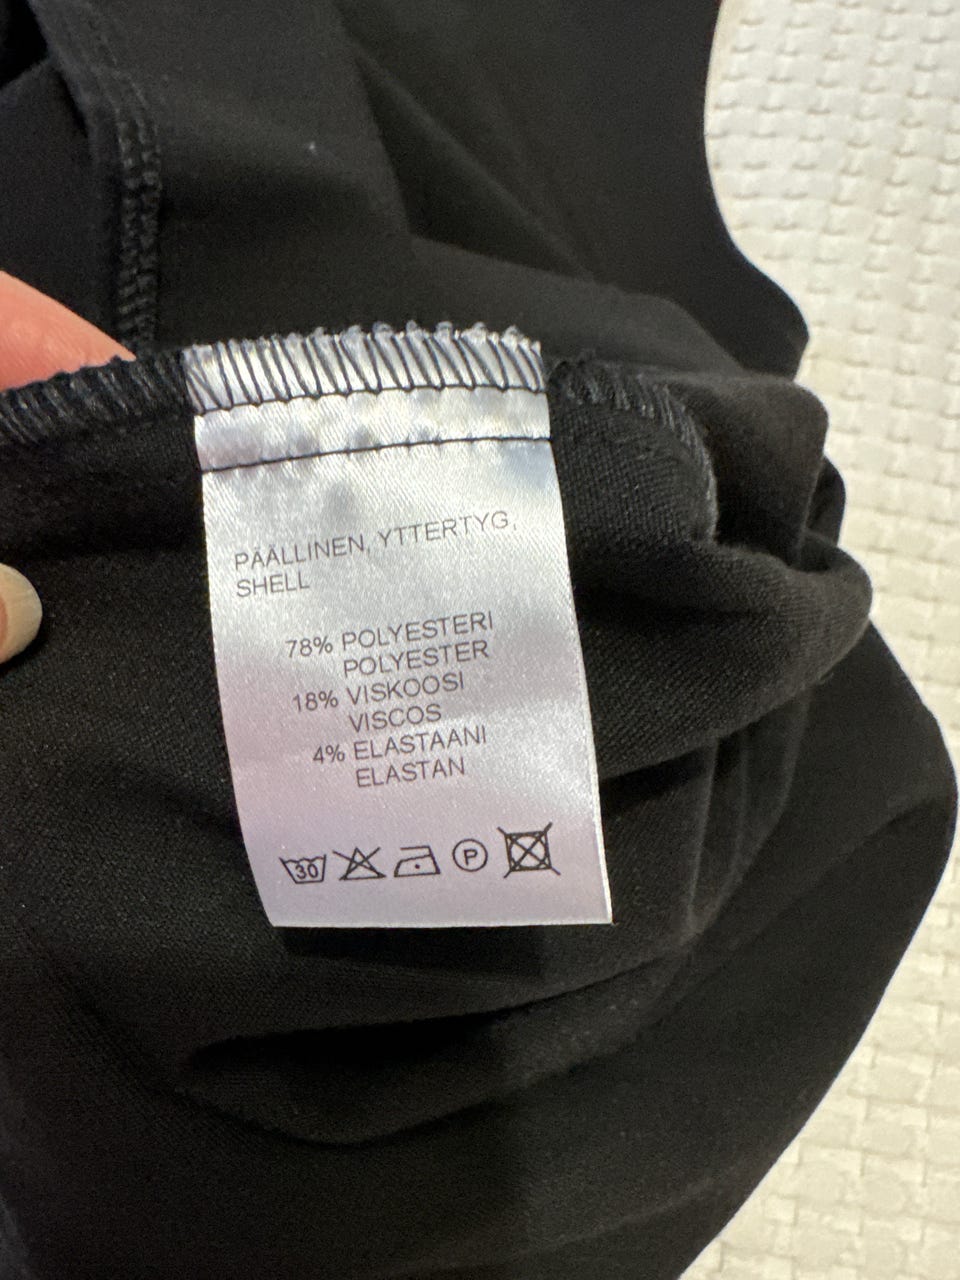 PÄÄLLINEN, YTTERTYG,
SHELL
78% POLYESTERI
POLYESTER
18% VISKOOSI
VISCOS
4% ELASTAANI
ELASTAN
30 P